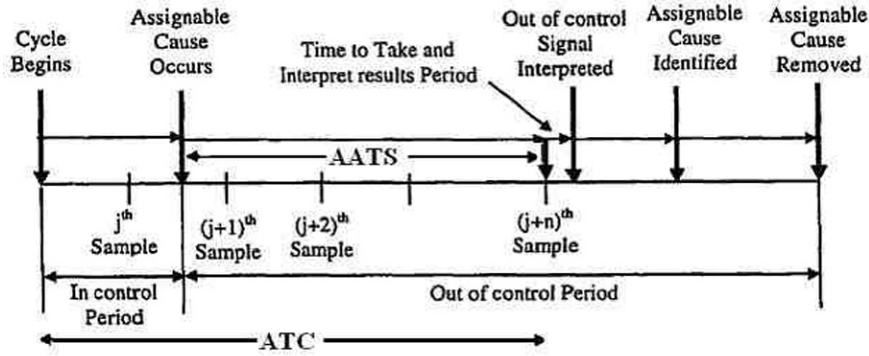 Cycle
Begins
Assignable
Cause
Occurs
Time to Take and
Interpret results Period
Out of control
Signal
Interpreted
Assignable
Cause
Identified
Assignable
Cause
Removed
AATS
jth
Sample
(j+1)th
Sample
(j+2)th
Sample
(j+n)th
Sample
In control
Period
Out of control Period
ATC